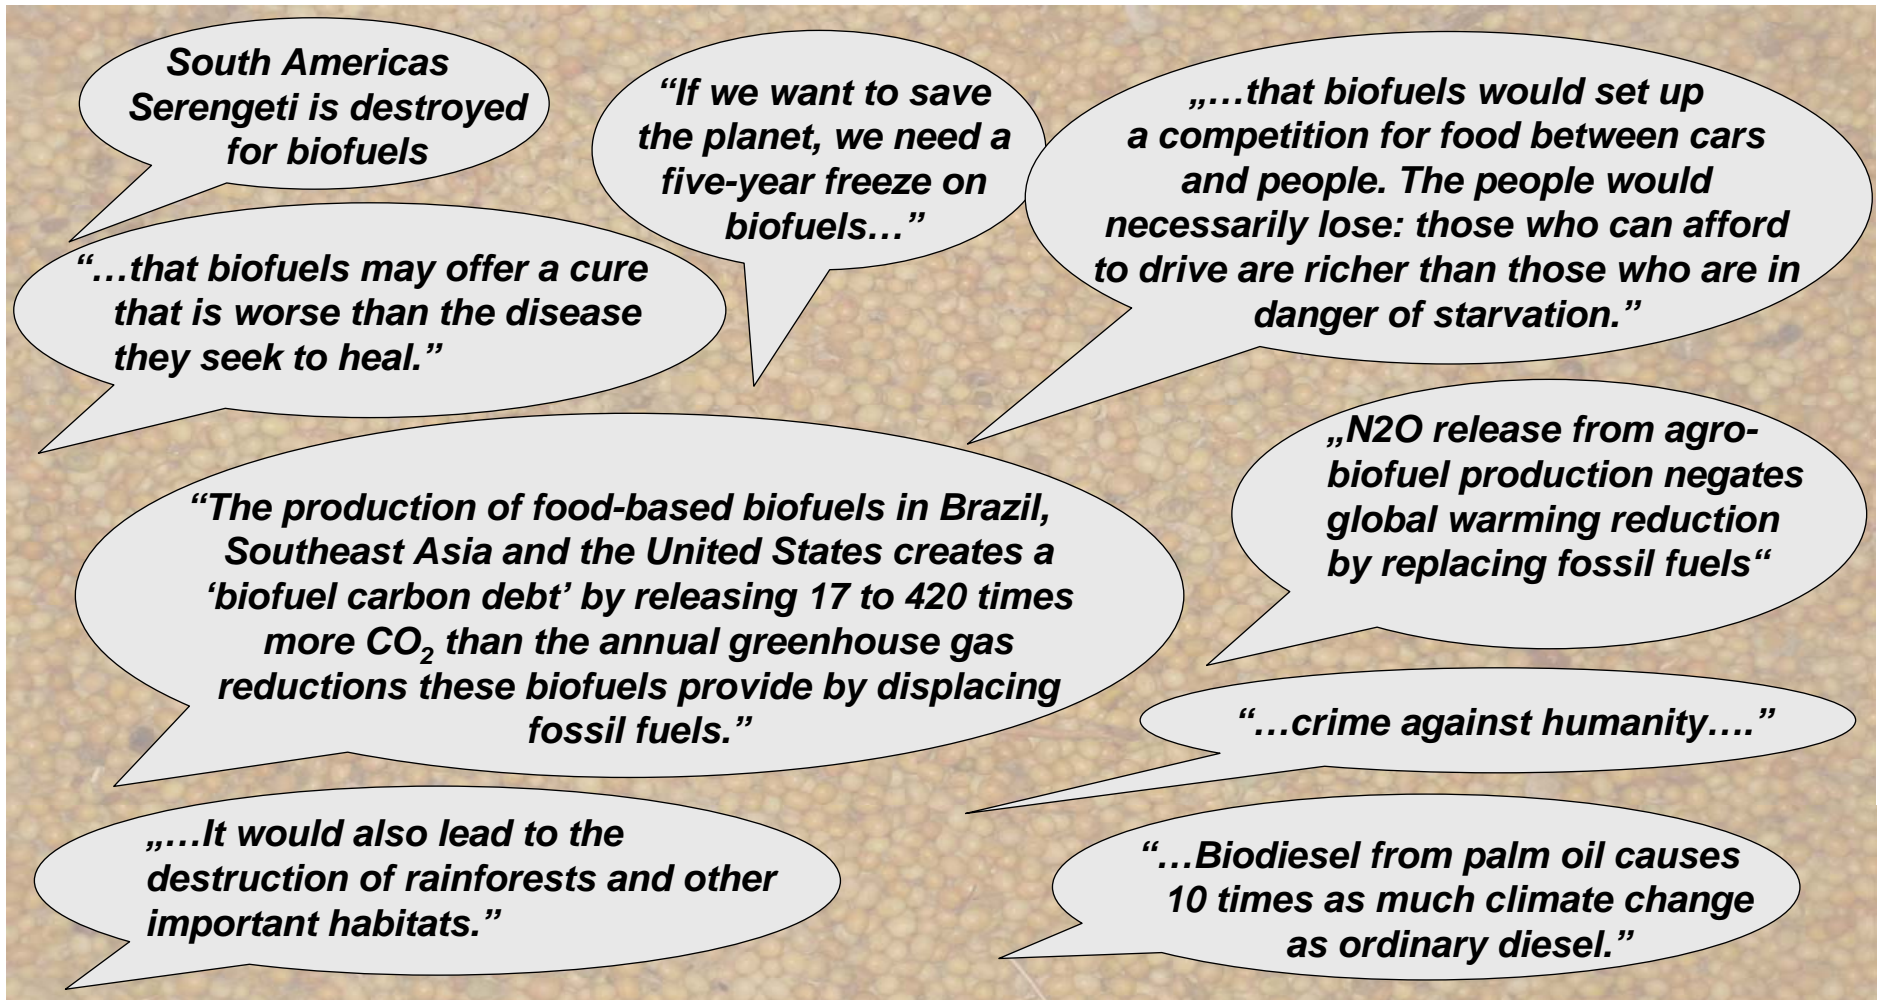 South Americas
Serengeti is destroyed
for biofuels
“If we want to save
the planet, we need a
five-year freeze on
biofuels…”
„…that biofuels would set up
a competition for food between cars
and people. The people would
necessarily lose: those who can afford
to drive are richer than those who are in
danger of starvation.”
“…that biofuels may offer a cure
that is worse than the disease
they seek to heal.”
„N2O release from agro-
biofuel production negates
global warming reduction
by replacing fossil fuels“
“The production of food-based biofuels in Brazil,
Southeast Asia and the United States creates a
‘biofuel carbon debt’ by releasing 17 to 420 times
more CO₂ than the annual greenhouse gas
reductions these biofuels provide by displacing
fossil fuels.”
“…crime against humanity….”
„…It would also lead to the
destruction of rainforests and other
important habitats.”
“…Biodiesel from palm oil causes
10 times as much climate change
as ordinary diesel.”